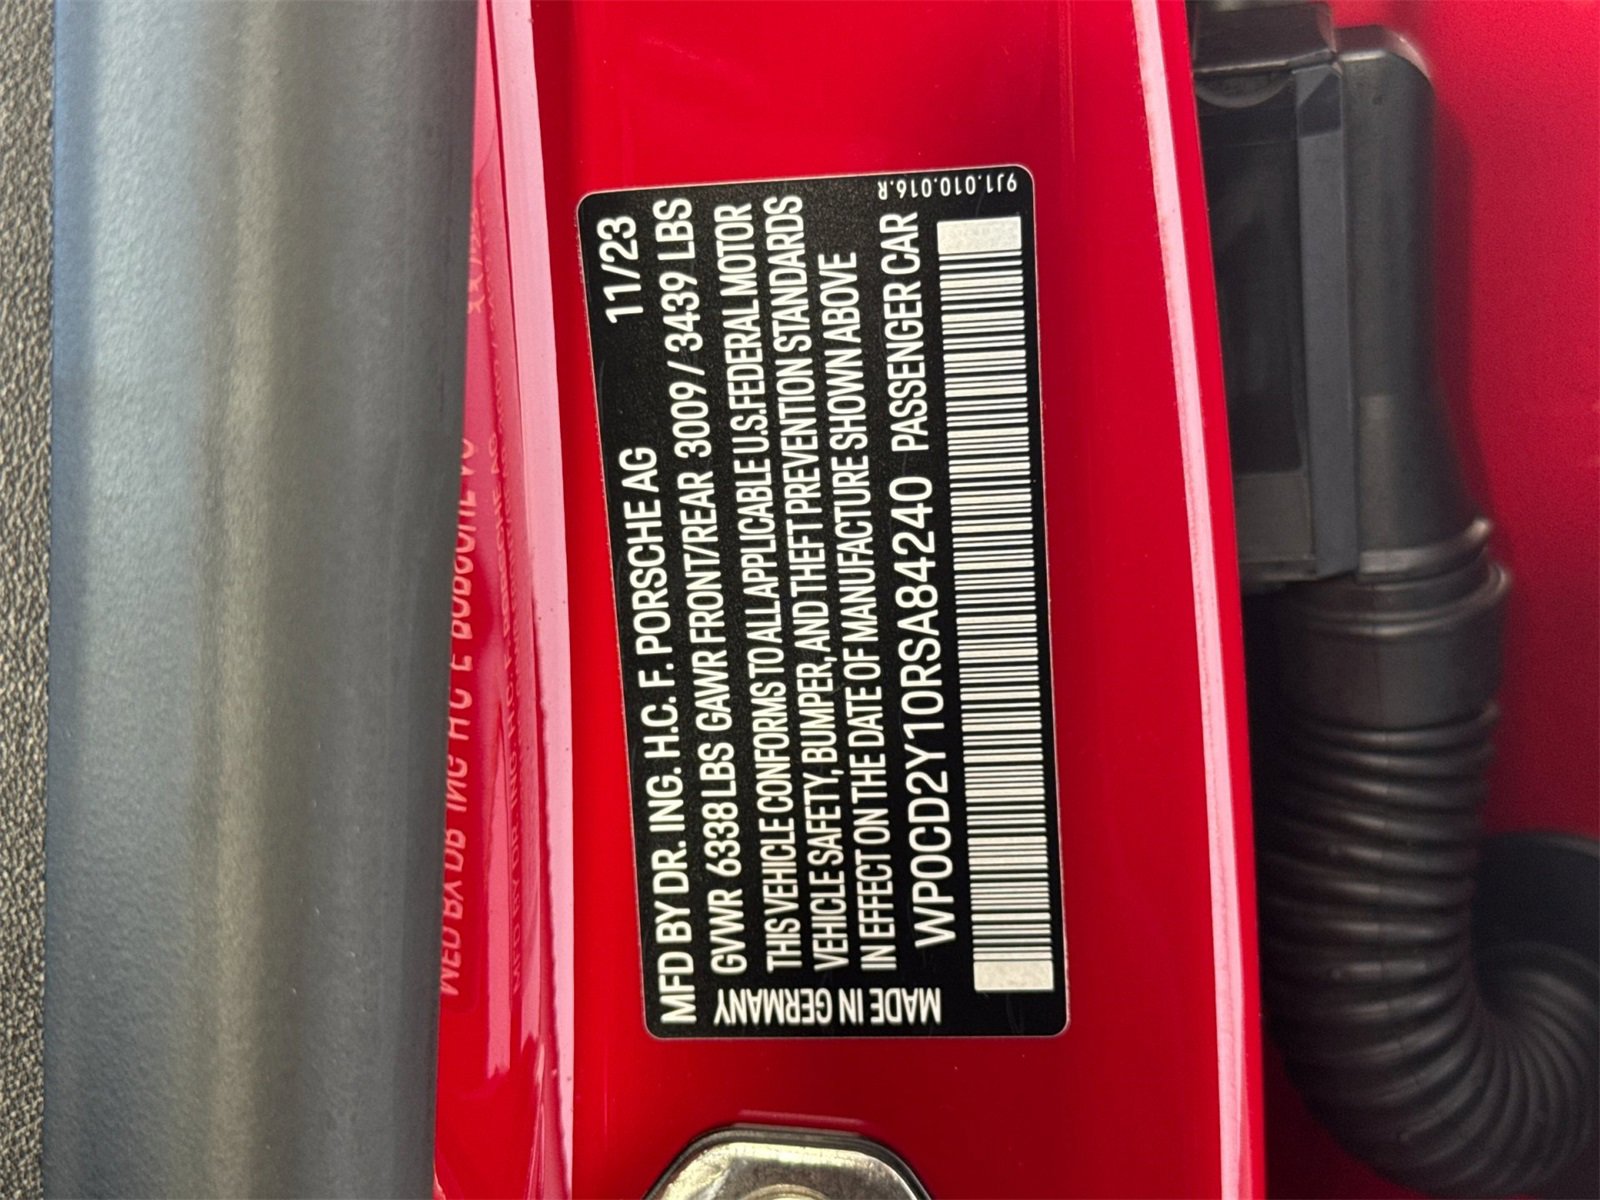 MFD BY DR. ING. H.C. F. PORSCHE AG 11/23
GVWR 6338 LBS GAWR FRONT/REAR 3009 / 3439 LBS
THIS VEHICLE CONFORMS TO ALL APPLICABLE U.S. FEDERAL MOTOR
VEHICLE SAFETY, BUMPER, AND THEFT PREVENTION STANDARDS
IN EFFECT ON THE DATE OF MANUFACTURE SHOWN ABOVE
WP0CD2Y10RSA84240 PASSENGER CAR
MADE IN GERMANY
9J1.010.016.R